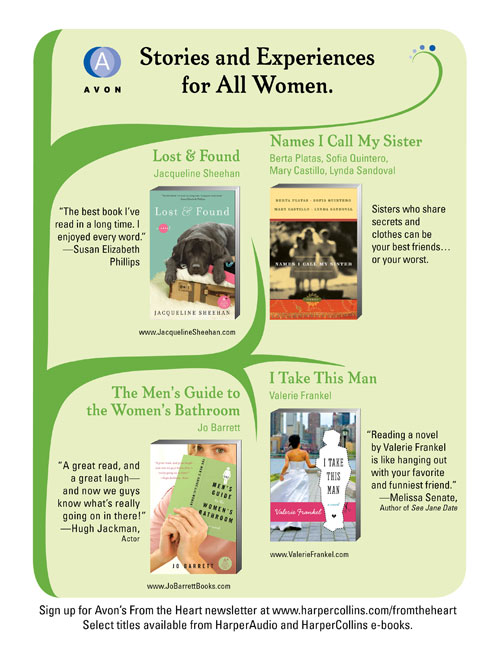 A
AVON
Stories and Experiences
for All Women.
Lost & Found
Jacqueline Sheehan
"The best book I've
read in a long time. I
enjoyed every word."
—Susan Elizabeth
Phillips
Lost & Found
JACQUELINE SHEEHAN
www.JacquelineSheehan.com
Names I Call My Sister
Berta Platas, Sofia Quintero,
Mary Castillo, Lynda Sandoval
BERTA PLATAS · SOFIA QUINTERO
MARY CASTILLO · LYNDA SANDOVAL
NAMES I CALL MY SISTER
Sisters who share
secrets and
clothes can be
your best friends…
or your worst.
The Men's Guide to
the Women's Bathroom
Jo Barrett
"A great read, and
a great laugh—
and now we guys
know what's really
going on in there!"
—Hugh Jackman,
Actor
MEN'S
GUIDE
WOMEN'S
BATHROOM
JO BARRETT
www.JoBarrettBooks.com
I Take This Man
Valerie Frankel
I TAKE
THIS
MAN
Valerie Frankel
www.ValerieFrankel.com
"Reading a novel
by Valerie Frankel
is like hanging out
with your favorite
and funniest friend."
—Melissa Senate,
Author of See Jane Date
Sign up for Avon's From the Heart newsletter at www.harpercollins.com/fromtheheart
Select titles available from HarperAudio and HarperCollins e-books.